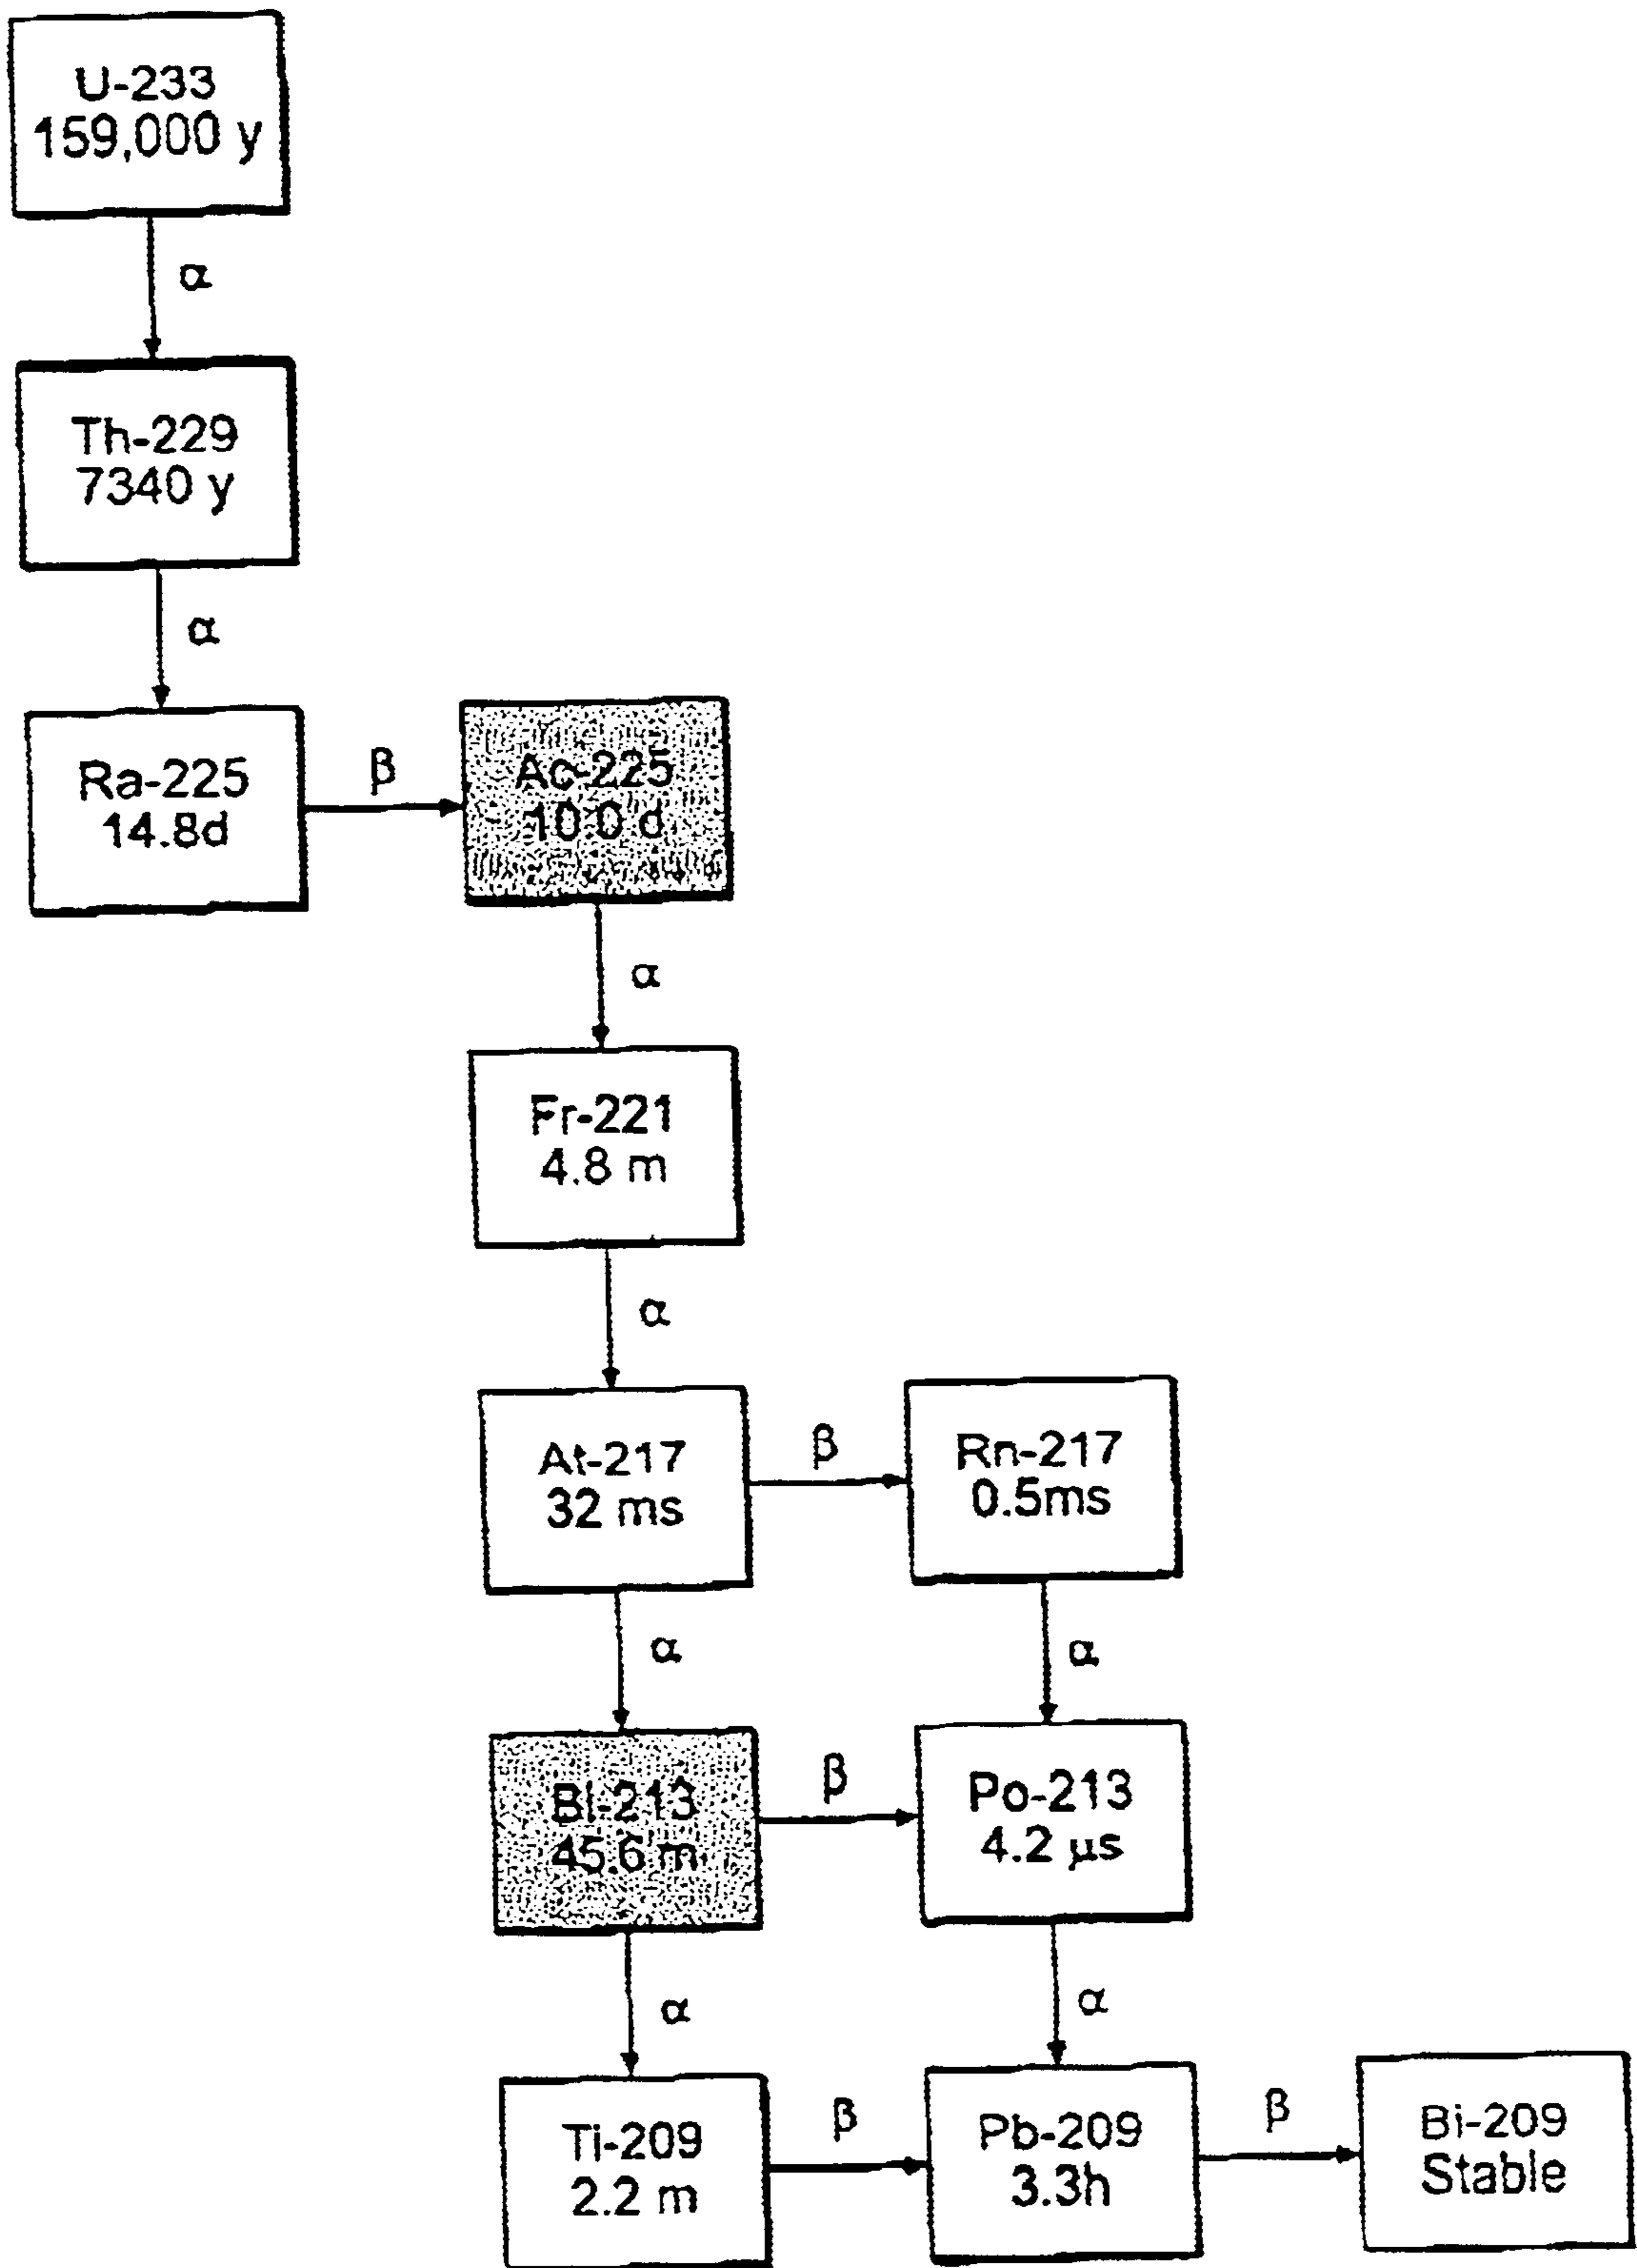 U-233
159,000 y
α
Th-229
7340 y
α
Ra-225
14.8d
β
Ac-225
10.0 d
α
Fr-221
4.8 m
α
At-217
32 ms
β
Rn-217
0.5ms
α
α
Bi-213
45.6 m
β
Po-213
4.2 μs
α
α
Ti-209
2.2 m
β
Pb-209
3.3h
β
Bi-209
Stable